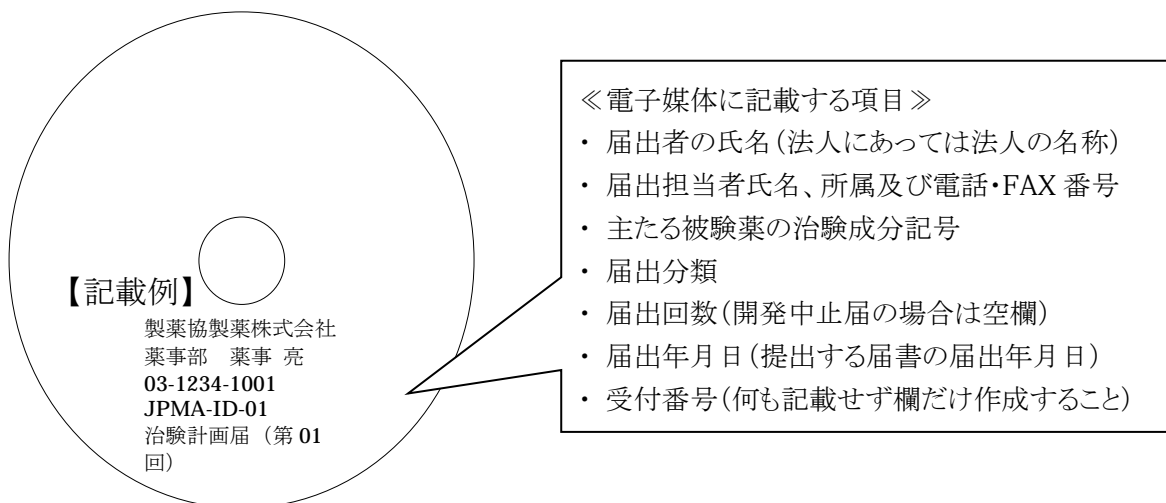 ≪電子媒体に記載する項目≫
・ 届出者の氏名(法人にあっては法人の名称)
・ 届出担当者氏名、所属及び電話・FAX 番号
・ 主たる被験薬の治験成分記号
・ 届出分類
・ 届出回数(開発中止届の場合は空欄)
・ 届出年月日(提出する届書の届出年月日)
・ 受付番号(何も記載せず欄だけ作成すること)
【記載例】
製薬協製薬株式会社
薬事部 薬事 亮
03-1234-1001
JPMA-ID-01
治験計画届(第 01
回)